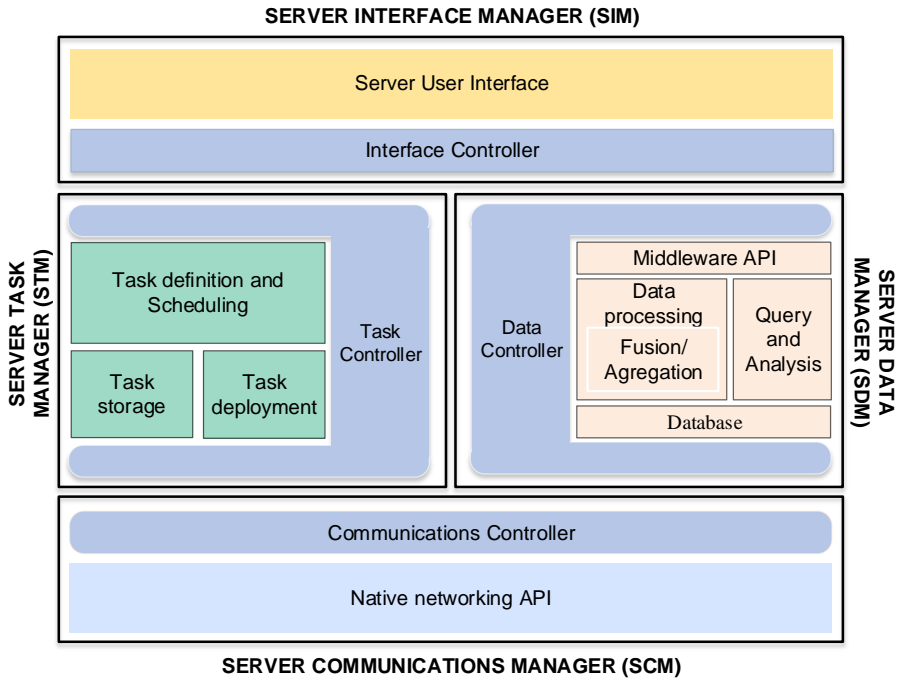 SERVER INTERFACE MANAGER (SIM)
Server User Interface
Interface Controller
SERVER TASK
MANAGER (STM)
Task definition and
Scheduling
Task
storage
Task
deployment
Task
Controller
Data
Controller
Middleware API
Data
processing
Fusion/
Agregation
Query
and
Analysis
Database
SERVER DATA
MANAGER (SDM)
Communications Controller
Native networking API
SERVER COMMUNICATIONS MANAGER (SCM)